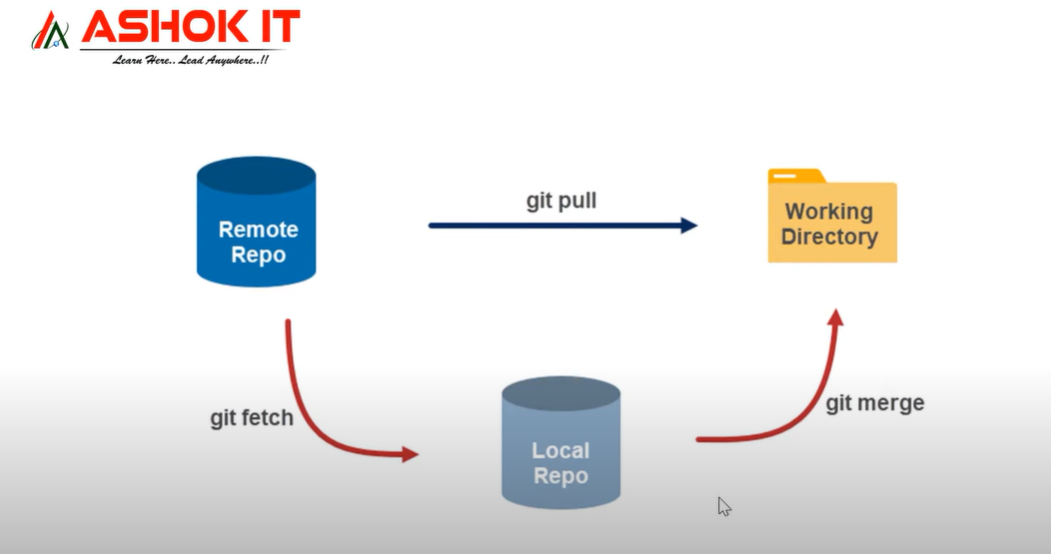 ASHOK IT
Learn Here.. Lead Anywhere..!!
git pull
Remote
Repo
Working
Directory
git fetch
git merge
Local
Repo